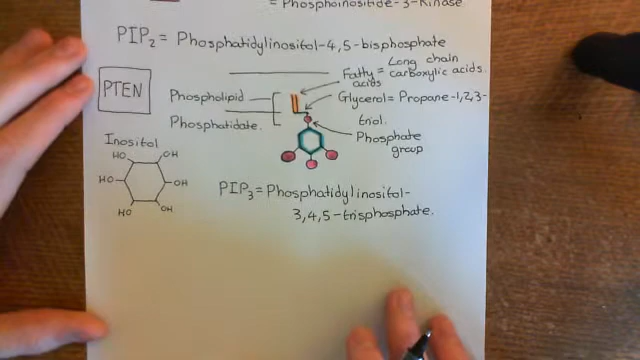 = Phosphoinositide-3-Kinase
PIP2 = Phosphatidylinositol-4,5-bisphosphate
PTEN
Fatty acids = Long chain carboxylic acids.
Phospholipid
Glycerol = Propane-1,2,3-
triol.
Phosphatidate.
Phosphate
group
Inositol
HO OH
HO OH
HO OH
PIP3 = Phosphatidylinositol-
3,4,5-trisphosphate.